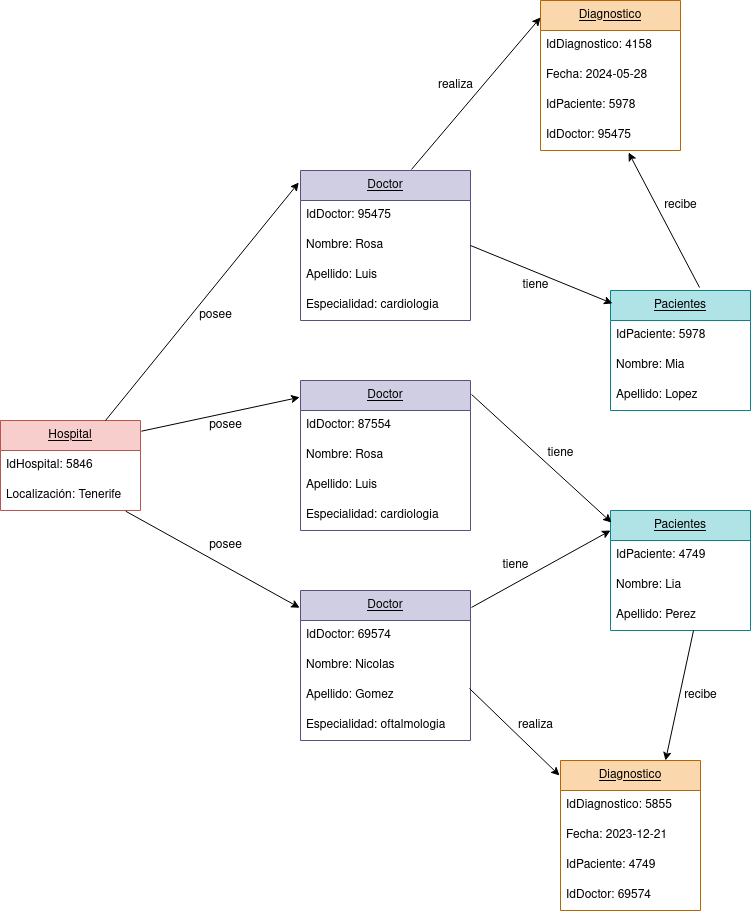 Diagnostico
IdDiagnostico: 4158
Fecha: 2024-05-28
IdPaciente: 5978
IdDoctor: 95475
realiza
Doctor
IdDoctor: 95475
Nombre: Rosa
Apellido: Luis
Especialidad: cardiologia
recibe
tiene
posee
Pacientes
IdPaciente: 5978
Nombre: Mia
Apellido: Lopez
Doctor
IdDoctor: 87554
Nombre: Rosa
Apellido: Luis
Especialidad: cardiologia
posee
tiene
Hospital
IdHospital: 5846
Localización: Tenerife
posee
tiene
Pacientes
IdPaciente: 4749
Nombre: Lia
Apellido: Perez
Doctor
IdDoctor: 69574
Nombre: Nicolas
Apellido: Gomez
Especialidad: oftalmologia
realiza
recibe
Diagnostico
IdDiagnostico: 5855
Fecha: 2023-12-21
IdPaciente: 4749
IdDoctor: 69574